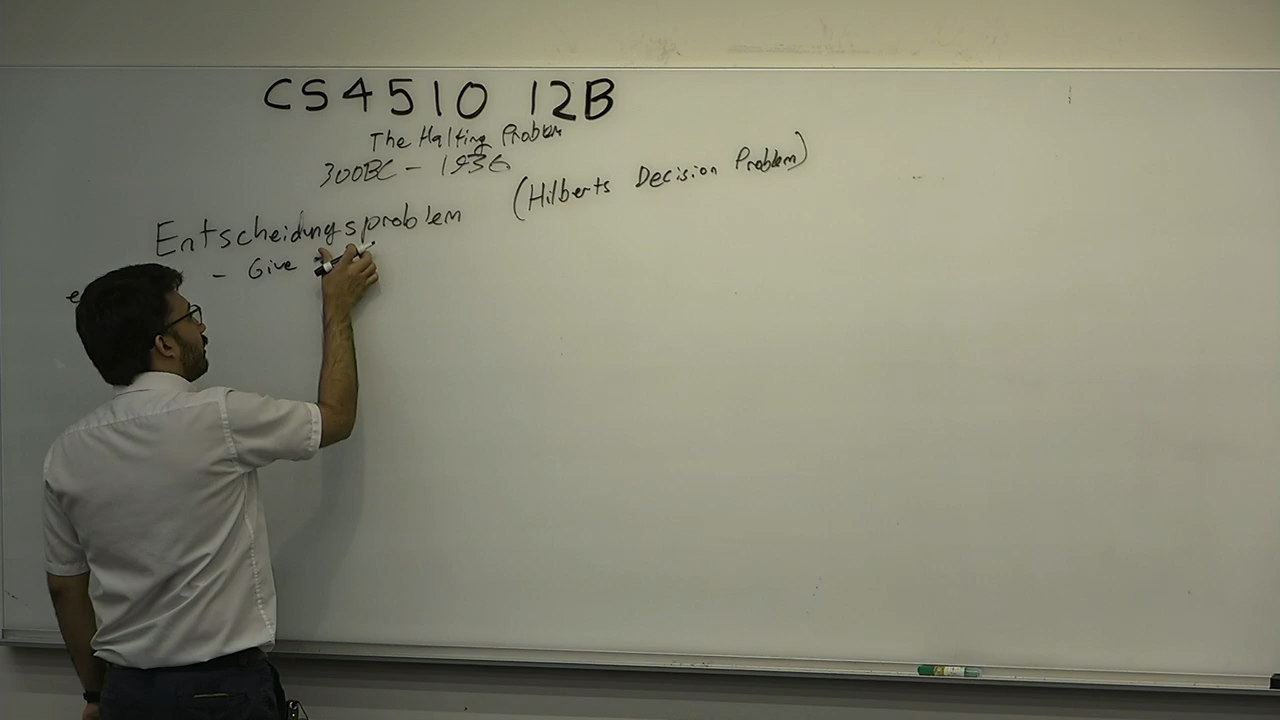 CS4510 12B
The Halting Problem
300BC - 1936
(Hilberts Decision Problem)
Entscheidungsproblem
- Give
e